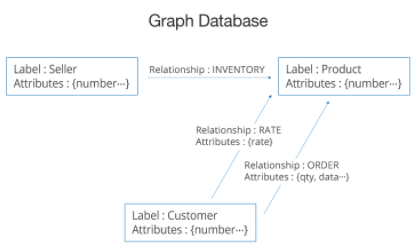 Graph Database
Label : Seller
Attributes : {number···}
Relationship : INVENTORY
Label : Product
Attributes : {number···}
Relationship : RATE
Attributes : {rate}
Relationship : ORDER
Attributes : {qty, data···}
Label : Customer
Attributes : {number···}